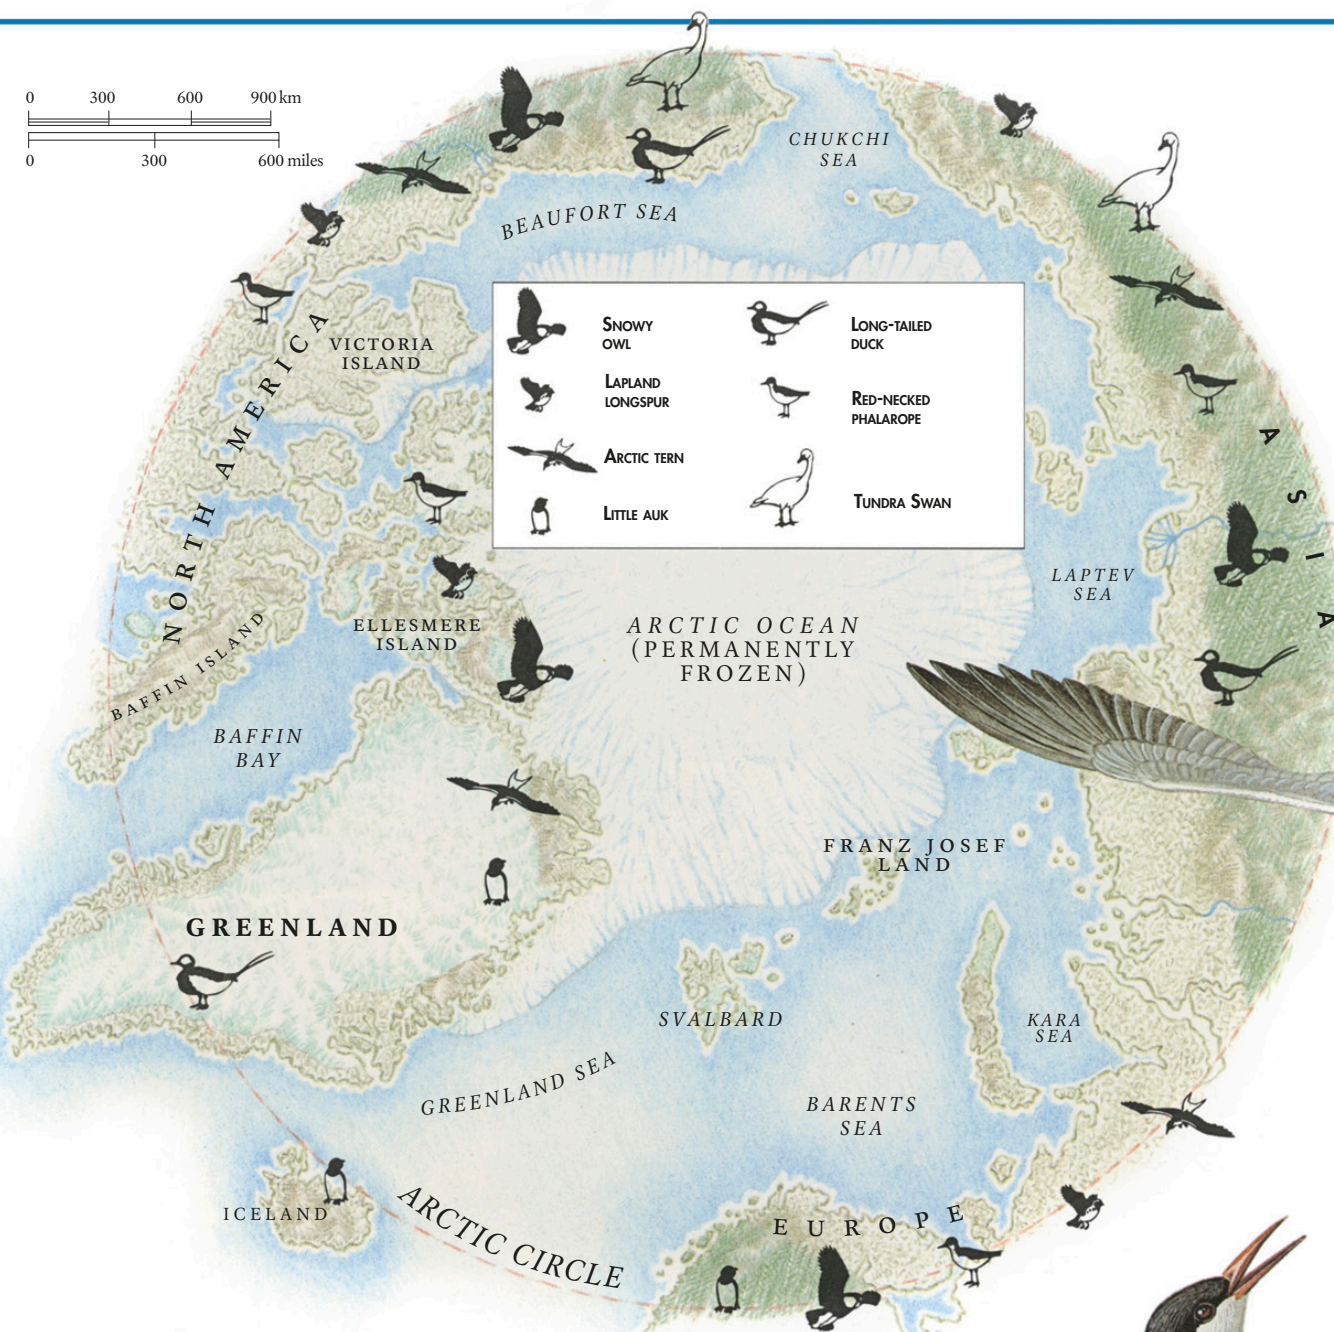 0 300 600 900 km
0 300 600 miles
CHUKCHI
SEA
BEAUFORT SEA
NORTH AMERICA
VICTORIA
ISLAND
SNOWY
OWL
LONG-TAILED
DUCK
LAPLAND
LONGSPUR
RED-NECKED
PHALAROPE
ARCTIC TERN
LITTLE AUK
TUNDRA SWAN
ASIA
LAPTEV
SEA
ELLESMERE
ISLAND
ARCTIC OCEAN
(PERMANENTLY
FROZEN)
BAFFIN ISLAND
BAFFIN
BAY
FRANZ JOSEF
LAND
GREENLAND
SVALBARD
KARA
SEA
GREENLAND SEA
BARENTS
SEA
ICELAND
ARCTIC CIRCLE
EUROPE